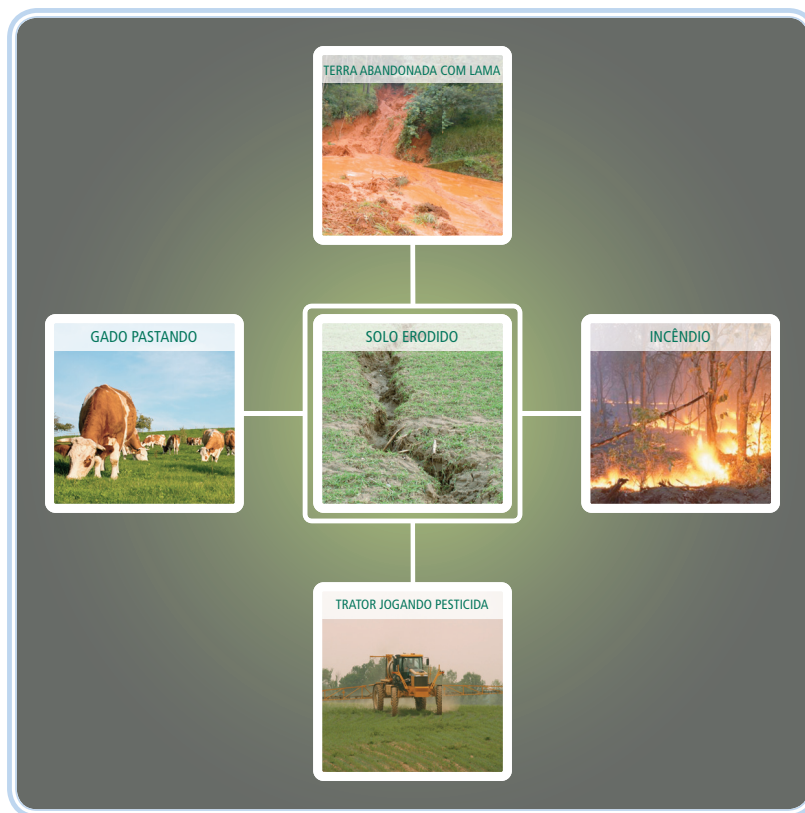 TERRA ABANDONADA COM LAMA
GADO PASTANDO
SOLO ERODIDO
INCÊNDIO
TRATOR JOGANDO PESTICIDA